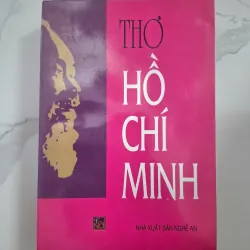 THƠ
HỒ
CHÍ
MINH
NHÀ XUẤT BẢN NGHỆ AN